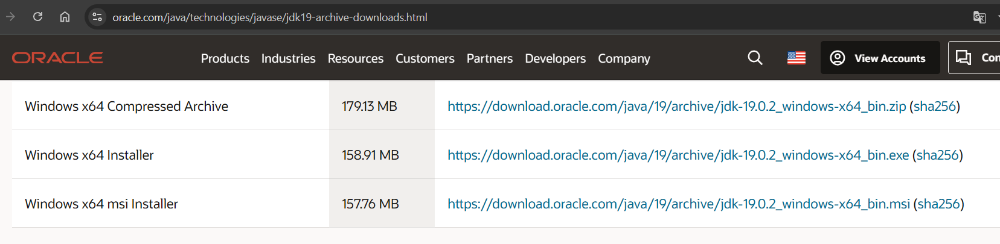 oracle.com/java/technologies/javase/jdk19-archive-downloads.html
ORACLE Products Industries Resources Customers Partners Developers Company View Accounts
Windows x64 Compressed Archive 179.13 MB https://download.oracle.com/java/19/archive/jdk-19.0.2_windows-x64_bin.zip (sha256)
Windows x64 Installer 158.91 MB https://download.oracle.com/java/19/archive/jdk-19.0.2_windows-x64_bin.exe (sha256)
Windows x64 msi Installer 157.76 MB https://download.oracle.com/java/19/archive/jdk-19.0.2_windows-x64_bin.msi (sha256)